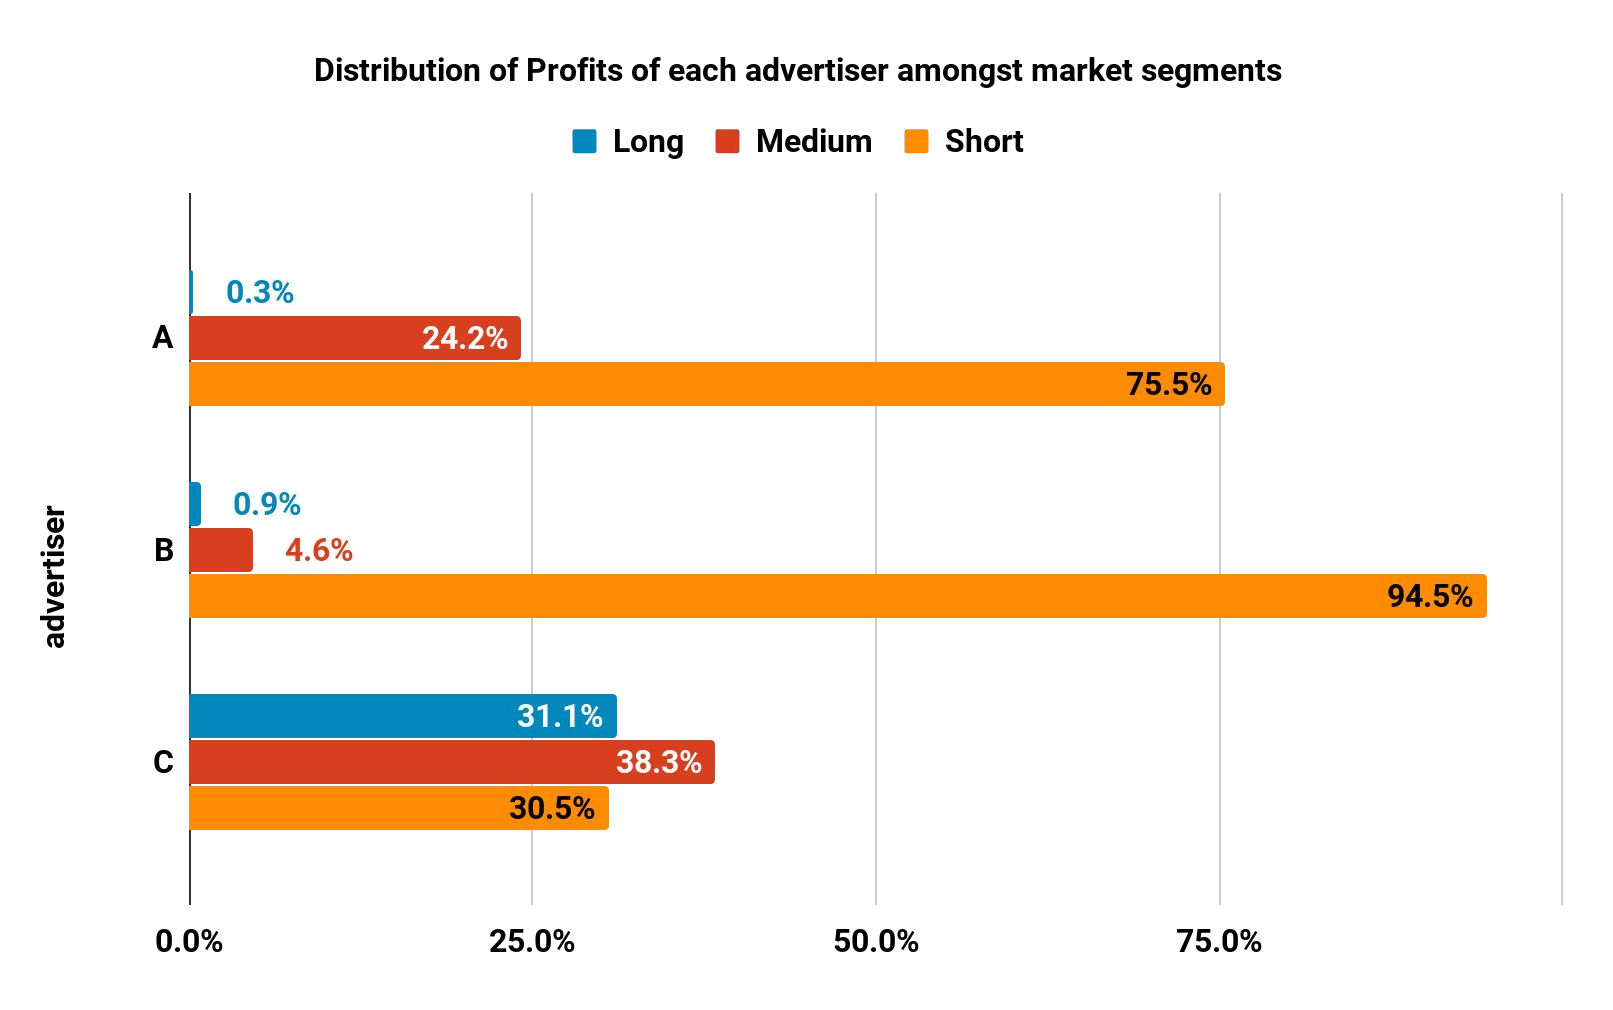 Distribution of Profits of each advertiser amongst market segments
Long Medium Short
advertiser
A
0.3%
24.2%
75.5%
B
0.9%
4.6%
94.5%
C
31.1%
38.3%
30.5%
0.0% 25.0% 50.0% 75.0%